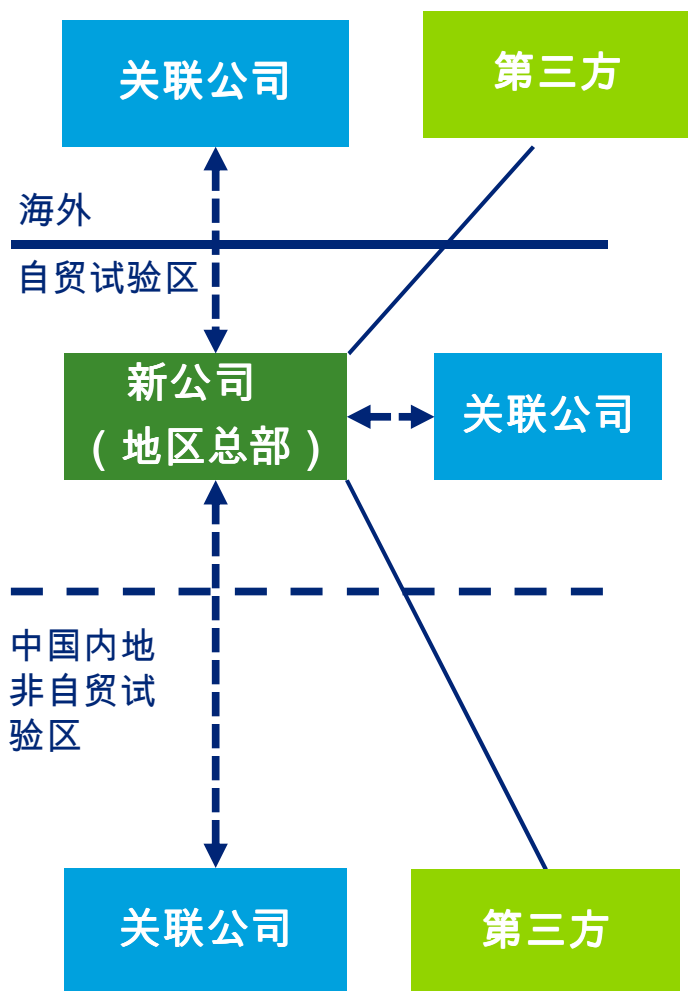 关联公司
第三方
海外
自贸试验区
新公司
（地区总部）
关联公司
中国内地
非自贸试
验区
关联公司
第三方